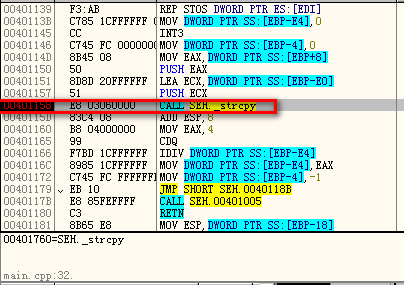 00401139 F3:AB REP STOS DWORD PTR ES:[EDI]
0040113B C785 1CFFFFFF 0 MOV DWORD PTR SS:[EBP-E4],0
00401145 CC INT3
00401146 C745 FC 0000000 MOV DWORD PTR SS:[EBP-4],0
0040114D 8B45 08 MOV EAX,DWORD PTR SS:[EBP+8]
00401150 50 PUSH EAX
00401151 8D8D 20FFFFFF LEA ECX,DWORD PTR SS:[EBP-E0]
00401157 51 PUSH ECX
00401158 E8 03060000 CALL SEH._strcpy
0040115D 83C4 08 ADD ESP,8
00401160 B8 04000000 MOV EAX,4
00401165 99 CDQ
00401166 F7BD 1CFFFFFF IDIV DWORD PTR SS:[EBP-E4]
0040116C 8985 1CFFFFFF MOV DWORD PTR SS:[EBP-E4],EAX
00401172 C745 FC FFFFFFF MOV DWORD PTR SS:[EBP-4],-1
00401179 EB 10 JMP SHORT SEH.0040118B
0040117B E8 85FEFFFF CALL SEH.00401005
00401180 C3 RETN
00401181 8B65 E8 MOV ESP,DWORD PTR SS:[EBP-18]
00401760=SEH._strcpy
main.cpp:32.